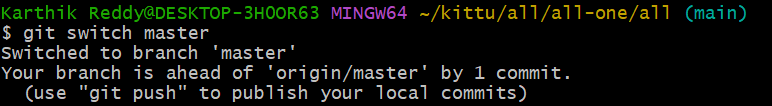 Karthik Reddy@DESKTOP-3HOOR63 MINGW64 ~/kittu/all/all-one/all (main)
$ git switch master
Switched to branch 'master'
Your branch is ahead of 'origin/master' by 1 commit.
  (use "git push" to publish your local commits)